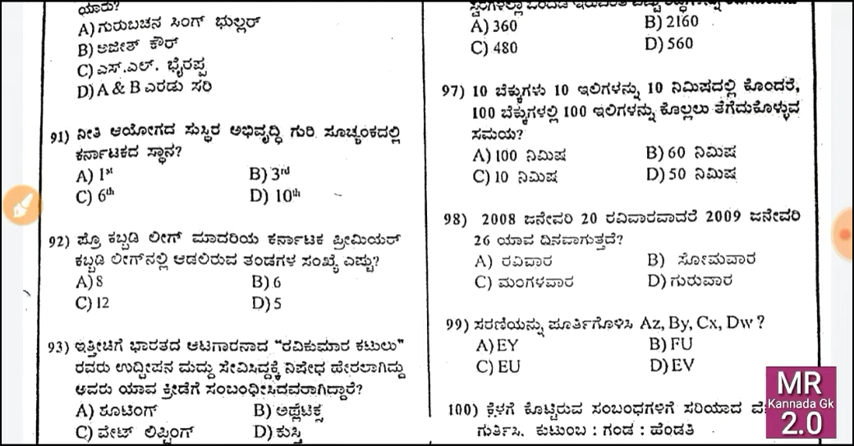 ಯಾರು?
A) ಗುರುಬಚನ ಸಿಂಗ್ ಭುಲ್ಲರ್
B) ಅಜೀತ್ ಕೌರ್
C) ಎಸ್.ಎಲ್. ಭೈರಪ್ಪ
D) A & B ಎರಡು ಸರಿ
91) ನೀತಿ ಆಯೋಗದ ಸುಸ್ಥಿರ ಅಭಿವೃದ್ಧಿ ಗುರಿ ಸೂಚ್ಯಂಕದಲ್ಲಿ
ಕರ್ನಾಟಕದ ಸ್ಥಾನ?
A) 1st B) 3rd
C) 6th D) 10th
92) ಪ್ರೊ ಕಬ್ಬಡಿ ಲೀಗ್ ಮಾದರಿಯ ಕರ್ನಾಟಕ ಪ್ರೀಮಿಯರ್
ಕಬ್ಬಡಿ ಲೀಗ್‌ನಲ್ಲಿ ಆಡಲಿರುವ ತಂಡಗಳ ಸಂಖ್ಯೆ ಎಷ್ಟು?
A) 8 B) 6
C) 12 D) 5
93) ಇತ್ತೀಚಿಗೆ ಭಾರತದ ಆಟಗಾರನಾದ "ರವಿಕುಮಾರ ಕಟುಲು"
ರವರು ಉದ್ದೀಪನ ಮದ್ದು ಸೇವಿಸಿದ್ದಕ್ಕೆ ನಿಷೇಧ ಹೇರಲಾಗಿದ್ದು
ಅವರು ಯಾವ ಕ್ರೀಡೆಗೆ ಸಂಬಂಧೀಸಿದವರಾಗಿದ್ದಾರೆ?
A) ಶೂಟಿಂಗ್ B) ಅಥ್ಲೆಟಿಕ್ಸ
C) ವೇಟ್ ಲಿಫ್ಟಿಂಗ್ D) ಕುಸ್ತಿ
A) 360 B) 2160
C) 480 D) 560
97) 10 ಬೆಕ್ಕುಗಳು 10 ಇಲಿಗಳನ್ನು 10 ನಿಮಿಷದಲ್ಲಿ ಕೊಂದರೆ,
100 ಬೆಕ್ಕುಗಳಲ್ಲಿ 100 ಇಲಿಗಳನ್ನು ಕೊಲ್ಲಲು ತೆಗೆದುಕೊಳ್ಳುವ
ಸಮಯ?
A) 100 ನಿಮಿಷ B) 60 ನಿಮಿಷ
C) 10 ನಿಮಿಷ D) 50 ನಿಮಿಷ
98) 2008 ಜನೇವರಿ 20 ರವಿವಾರವಾದರೆ 2009 ಜನೇವರಿ
26 ಯಾವ ದಿನವಾಗುತ್ತದೆ?
A) ರವಿವಾರ B) ಸೋಮವಾರ
C) ಮಂಗಳವಾರ D) ಗುರುವಾರ
99) ಸರಣಿಯನ್ನು ಪೂರ್ತಿಗೊಳಿಸಿ Az, By, Cx, Dw ?
A) EY B) FU
C) EU D) EV
100) ಕೆಳಗೆ ಕೊಟ್ಟಿರುವ ಸಂಬಂಧಗಳಿಗೆ ಸರಿಯಾದ
ಗುರ್ತಿಸಿ. ಕುಟುಂಬ : ಗಂಡ : ಹೆಂಡತಿ
MR
Kannada Gk
2.0